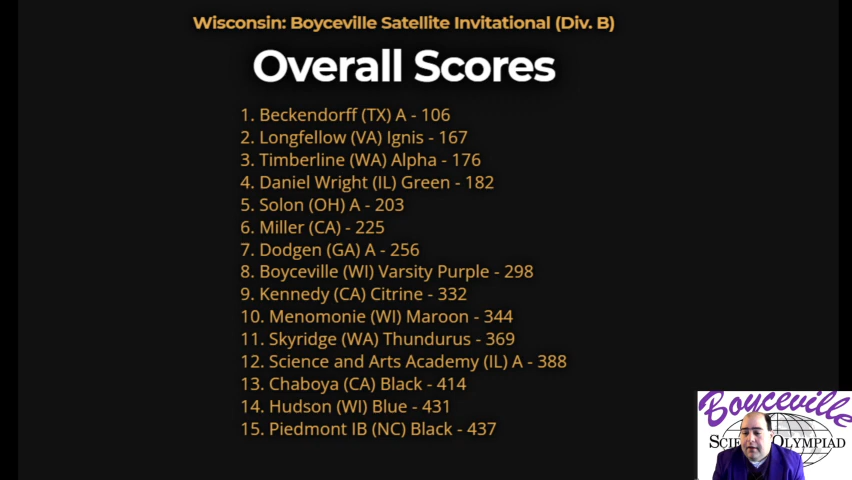 Wisconsin: Boyceville Satellite Invitational (Div. B)
Overall Scores
1. Beckendorff (TX) A - 106
2. Longfellow (VA) Ignis - 167
3. Timberline (WA) Alpha - 176
4. Daniel Wright (IL) Green - 182
5. Solon (OH) A - 203
6. Miller (CA) - 225
7. Dodgen (GA) A - 256
8. Boyceville (WI) Varsity Purple - 298
9. Kennedy (CA) Citrine - 332
10. Menomonie (WI) Maroon - 344
11. Skyridge (WA) Thundurus - 369
12. Science and Arts Academy (IL) A - 388
13. Chaboya (CA) Black - 414
14. Hudson (WI) Blue - 431
15. Piedmont IB (NC) Black - 437
Boyceville
OLYMPIAD